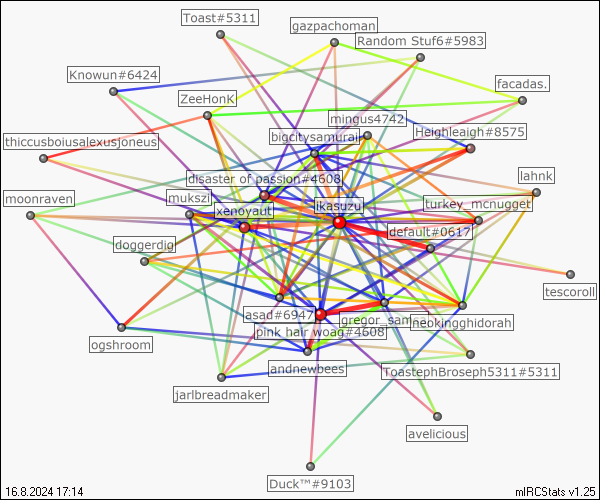 Toast#5311
gazpachoman
Random Stuf6#5983
Knowun#6424
facadas.
ZeeHonK
mingus4742
Heighleaigh#8575
bigcitysamurai
thiccusboiusalexusjoneus
disaster of passion#4608
lahnk
mukszi
ikasuzu
turkey_mcnugget
moonraven
xenoyaut
default#0617
doggerdig
tescoroll
asad#6947
gregor_sam
neokingghidorah
pink hair woag#4608
ogshroom
andnewbees
ToastephBroseph5311#5311
jarlbreadmaker
avelicious
Duck™#9103
16.8.2024 17:14
mIRCStats v1.25